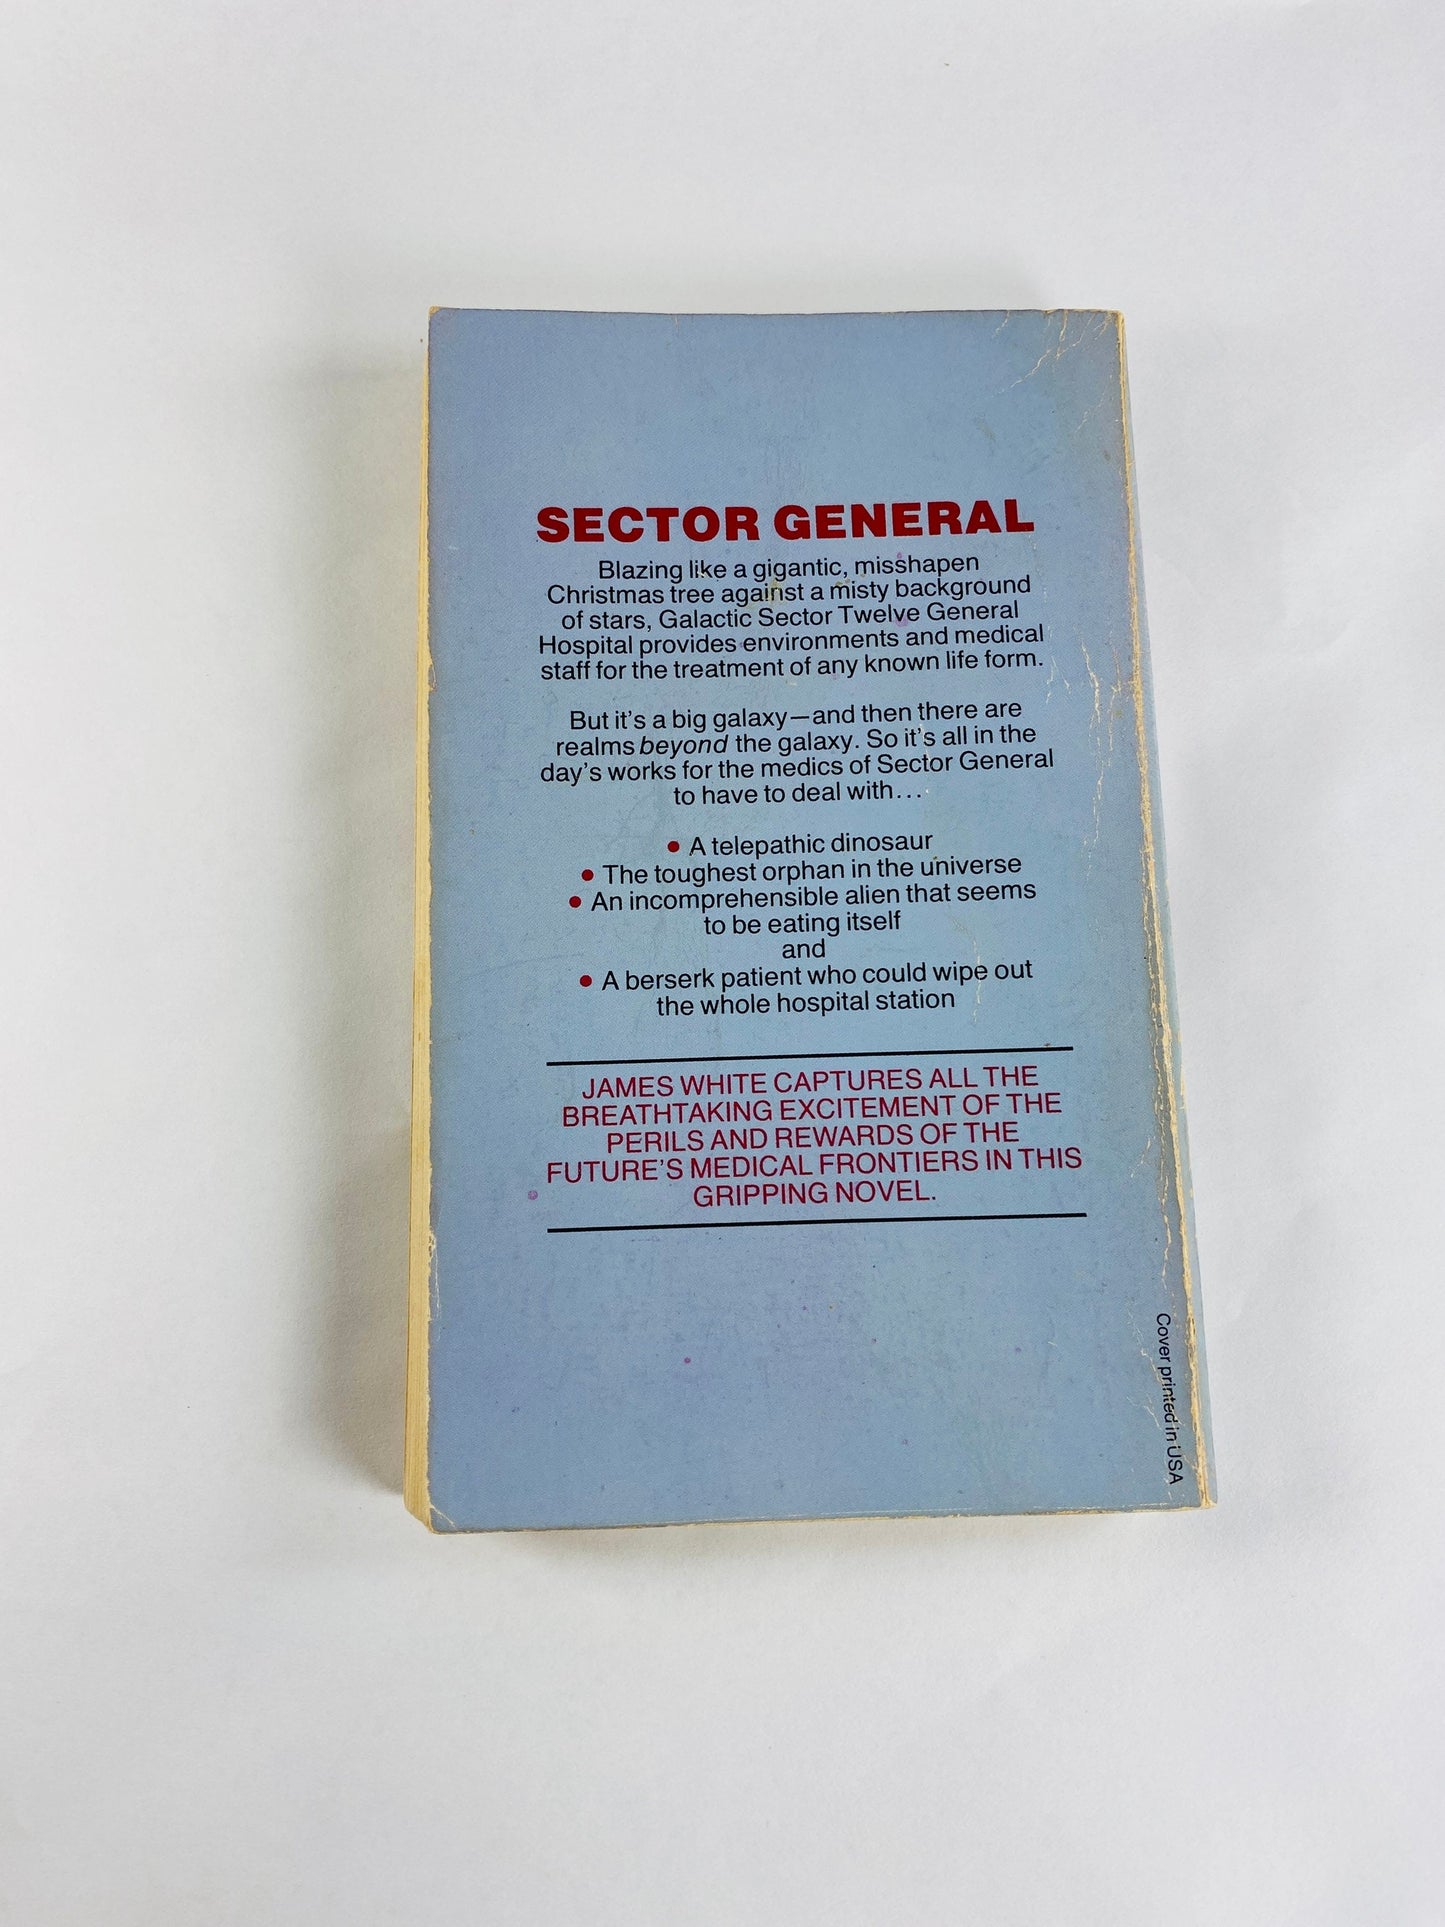 SECTOR GENERAL
Blazing like a gigantic, misshapen
Christmas tree against a misty background
of stars, Galactic Sector Twelve General
Hospital provides environments and medical
staff for the treatment of any known life form.
But it's a big galaxy—and then there are
realms beyond the galaxy. So it's all in the
day's works for the medics of Sector General
to have to deal with...
• A telepathic dinosaur
• The toughest orphan in the universe
• An incomprehensible alien that seems
to be eating itself
and
• A berserk patient who could wipe out
the whole hospital station
JAMES WHITE CAPTURES ALL THE
BREATHTAKING EXCITEMENT OF THE
PERILS AND REWARDS OF THE
FUTURE'S MEDICAL FRONTIERS IN THIS
GRIPPING NOVEL.
Cover printed in USA